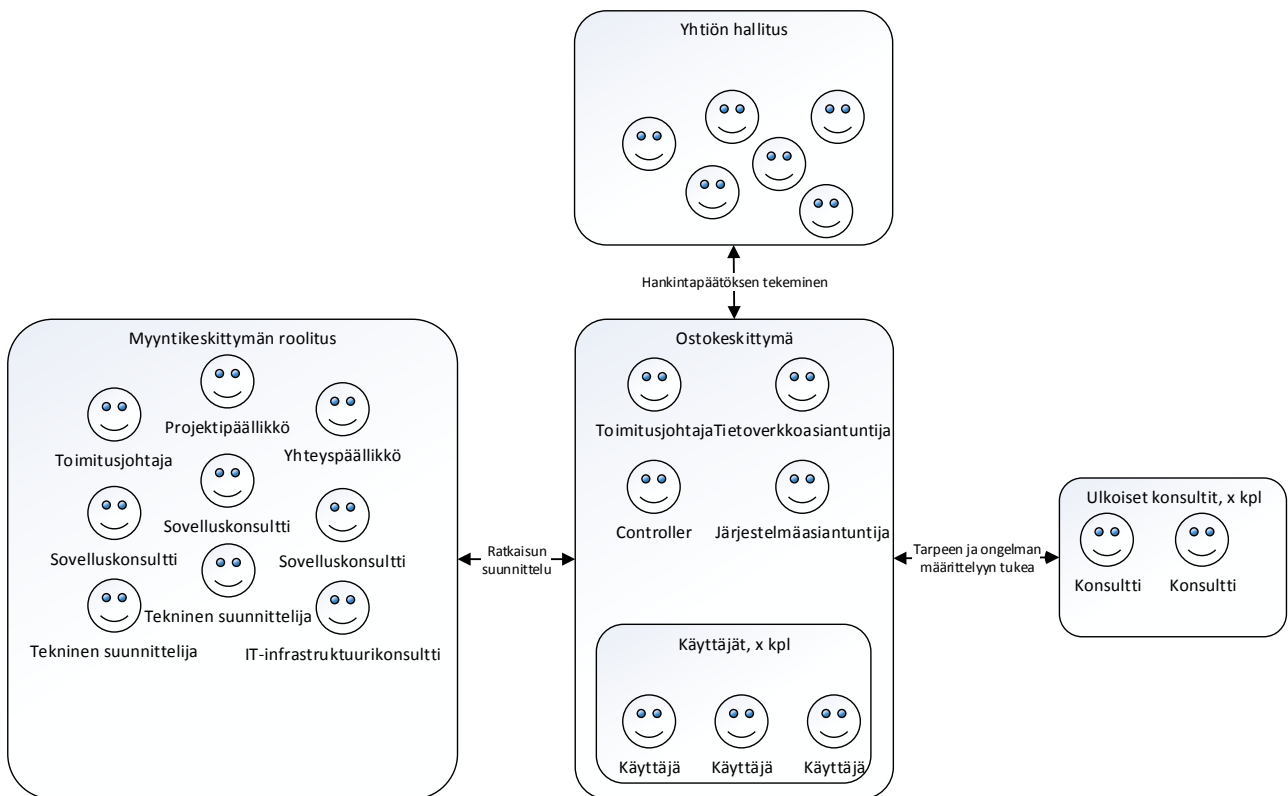 Yhtiön hallitus
Hankintapäätöksen tekeminen
Myyntikeskittymän roolitus
Projektipäällikkö
Toimitusjohtaja
Yhteyspäällikkö
Sovelluskonsultti
Sovelluskonsultti
Sovelluskonsultti
Tekninen suunnittelija
Tekninen suunnittelija
IT-infrastruktuurikonsultti
Ratkaisun
suunnittelu
Ostokeskittymä
Toimitusjohtaja
Tietoverkkoasiantuntija
Controller
Järjestelmäasiantuntija
Käyttäjät, x kpl
Käyttäjä
Käyttäjä
Käyttäjä
Tarpeen ja ongelman
määrittelyyn tukea
Ulkoiset konsultit, x kpl
Konsultti
Konsultti